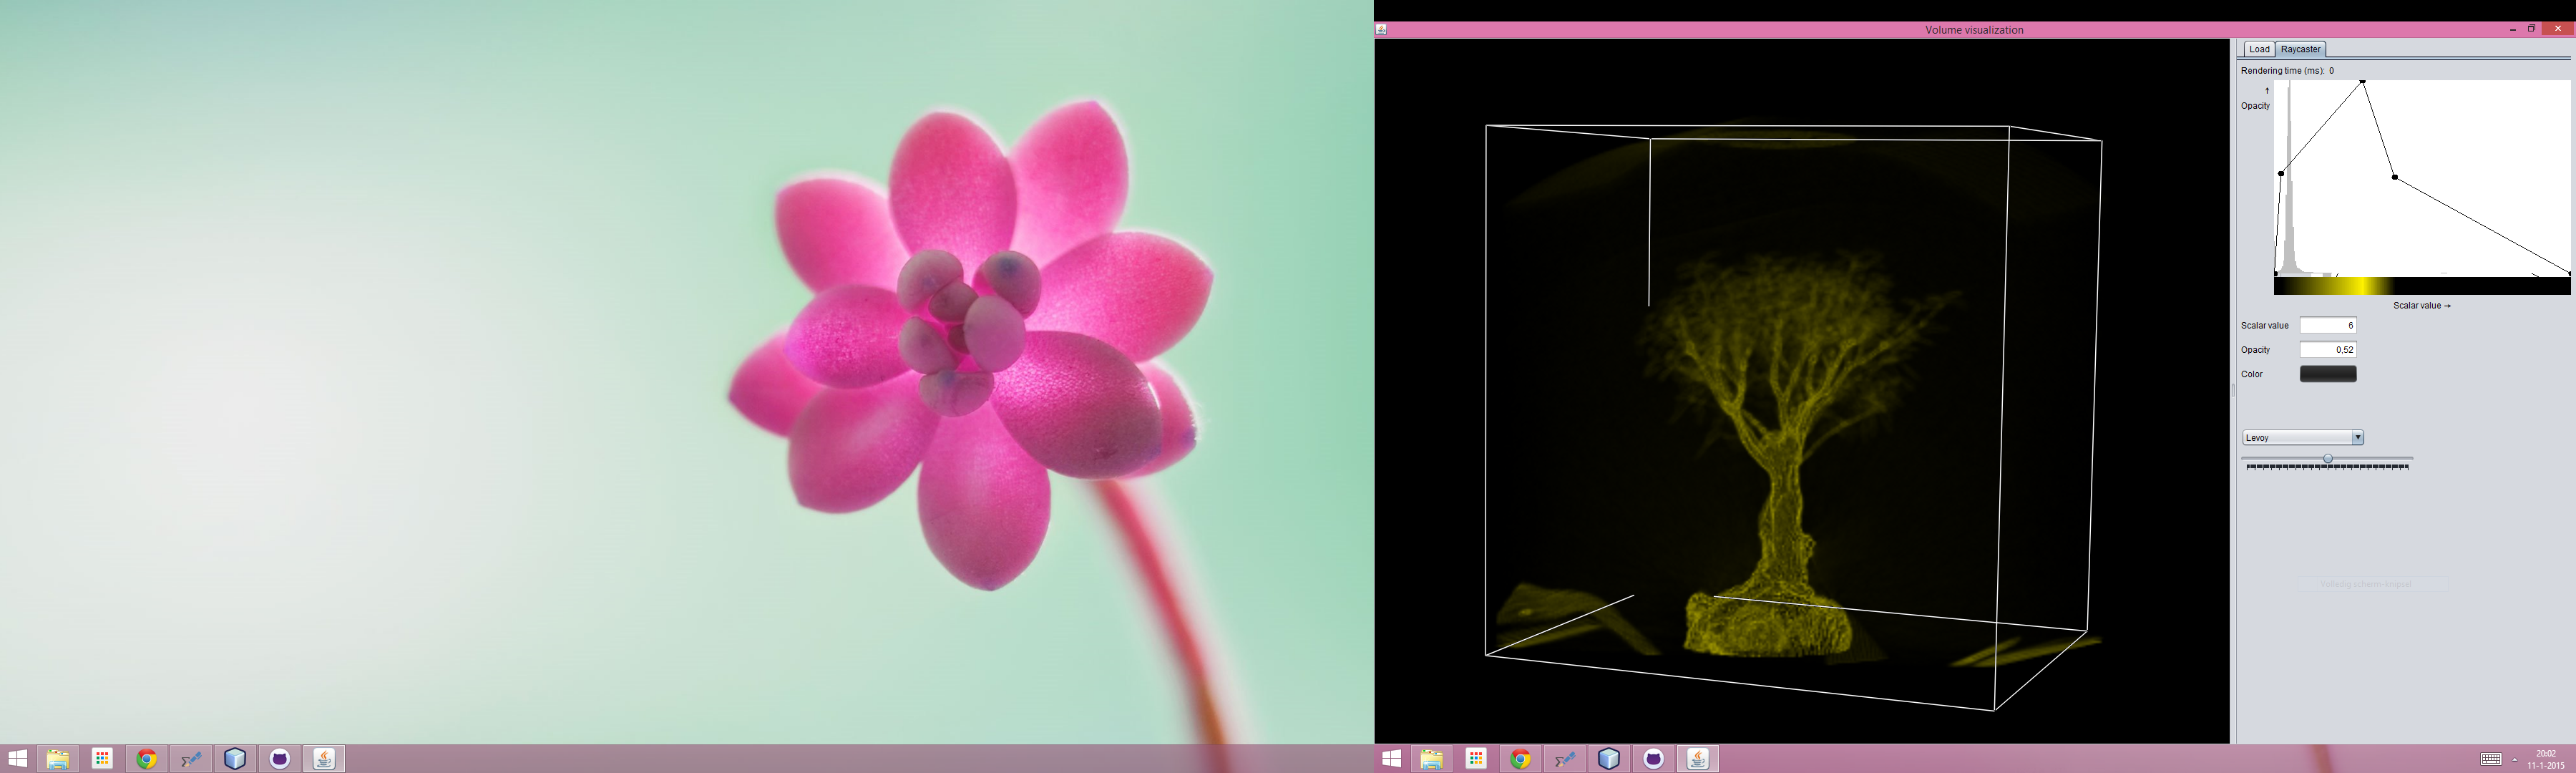 Volume visualization
Load
Raycaster
Rendering time (ms): 0
Opacity
Scalar value →
Scalar value 6
Opacity 0,52
Color
Levoy
20:02
11-1-2015